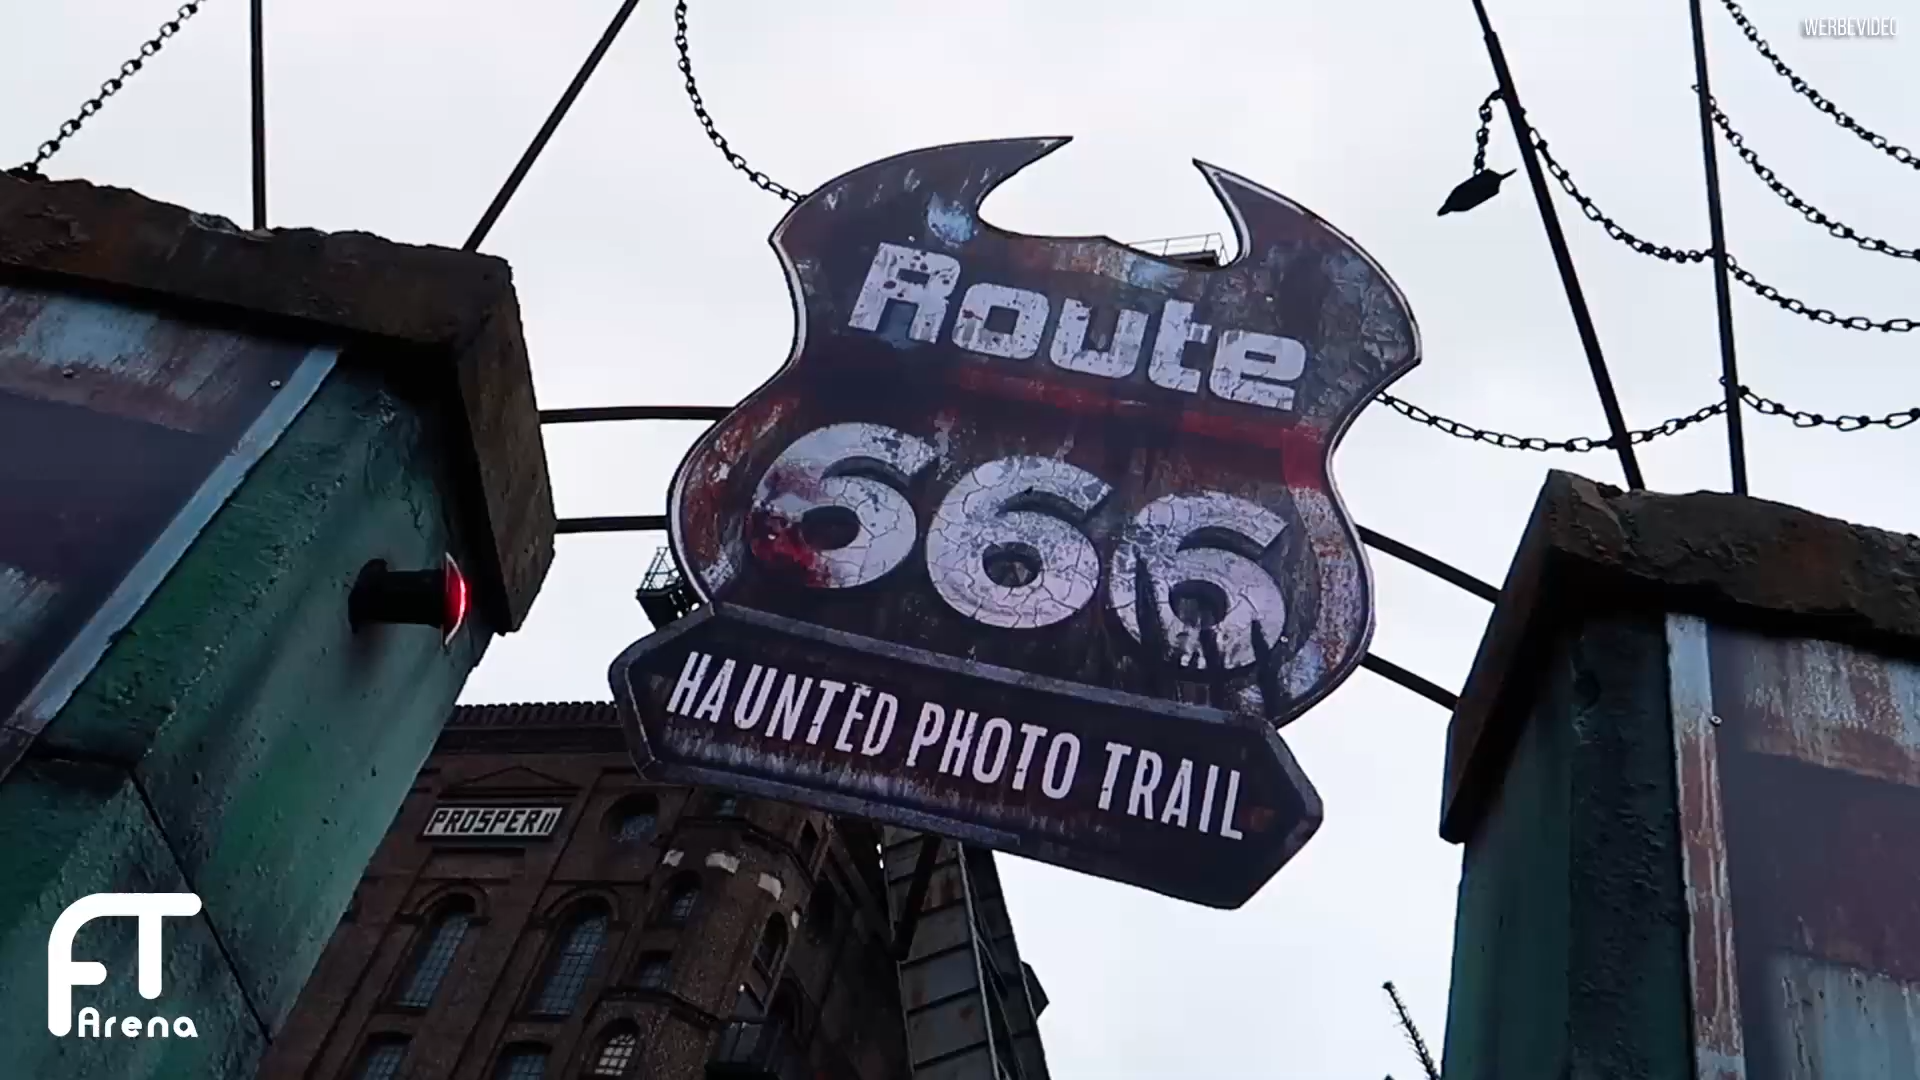 WERBEVIDEO
Route
666
HAUNTED PHOTO TRAIL
PROSPER II
FT
Arena